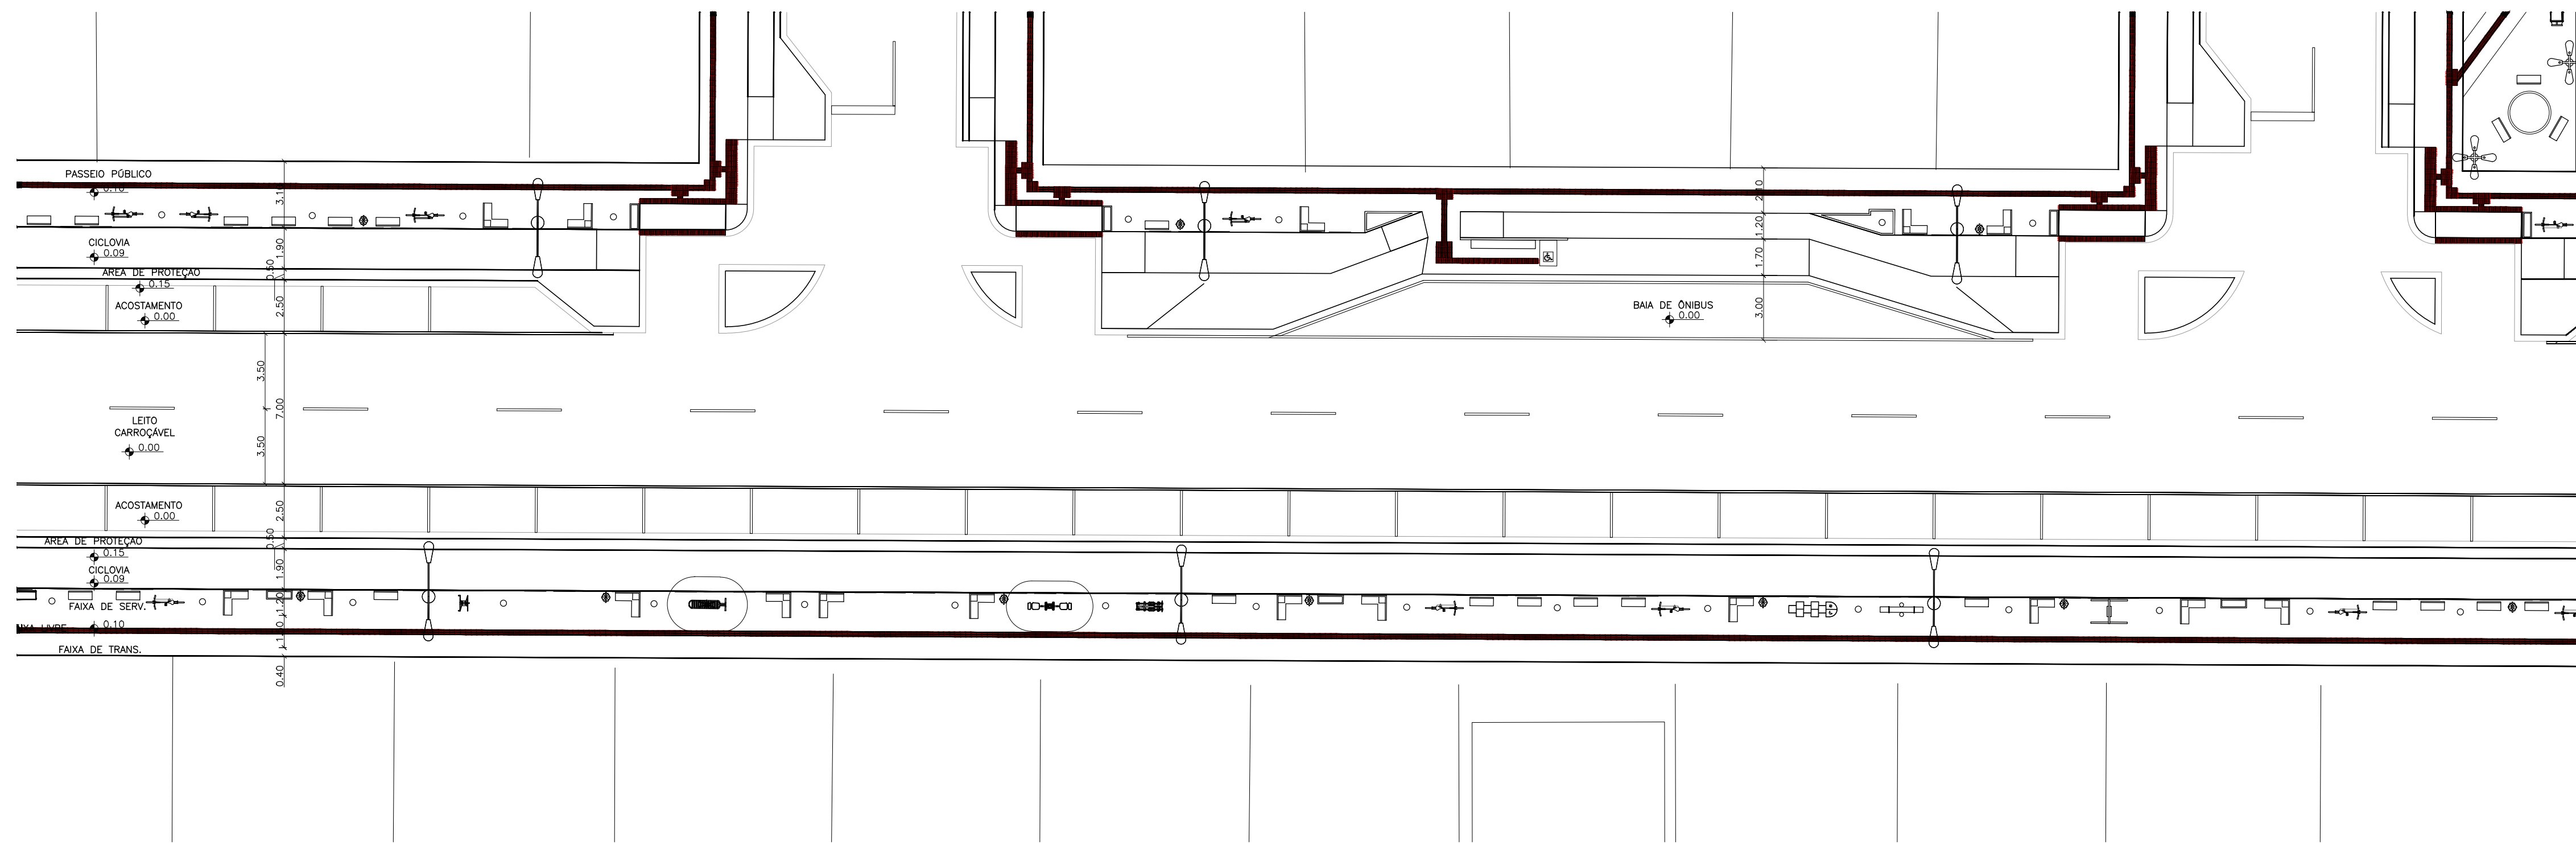 PASSEIO PÚBLICO
0.10
3.10
CICLOVIA
0.09
1.90
ÁREA DE PROTEÇÃO
0.50
0.15
ACOSTAMENTO
0.00
2.50
1.20
1.70
3.00
BAIA DE ÔNIBUS
0.00
3.50
7.00
LEITO
CARROÇÁVEL
0.00
3.50
ACOSTAMENTO
0.00
2.50
ÁREA DE PROTEÇÃO
0.50
0.15
CICLOVIA
0.09
1.90
FAIXA DE SERV.
1.20
0.10
FAIXA DE TRANS.
0.40